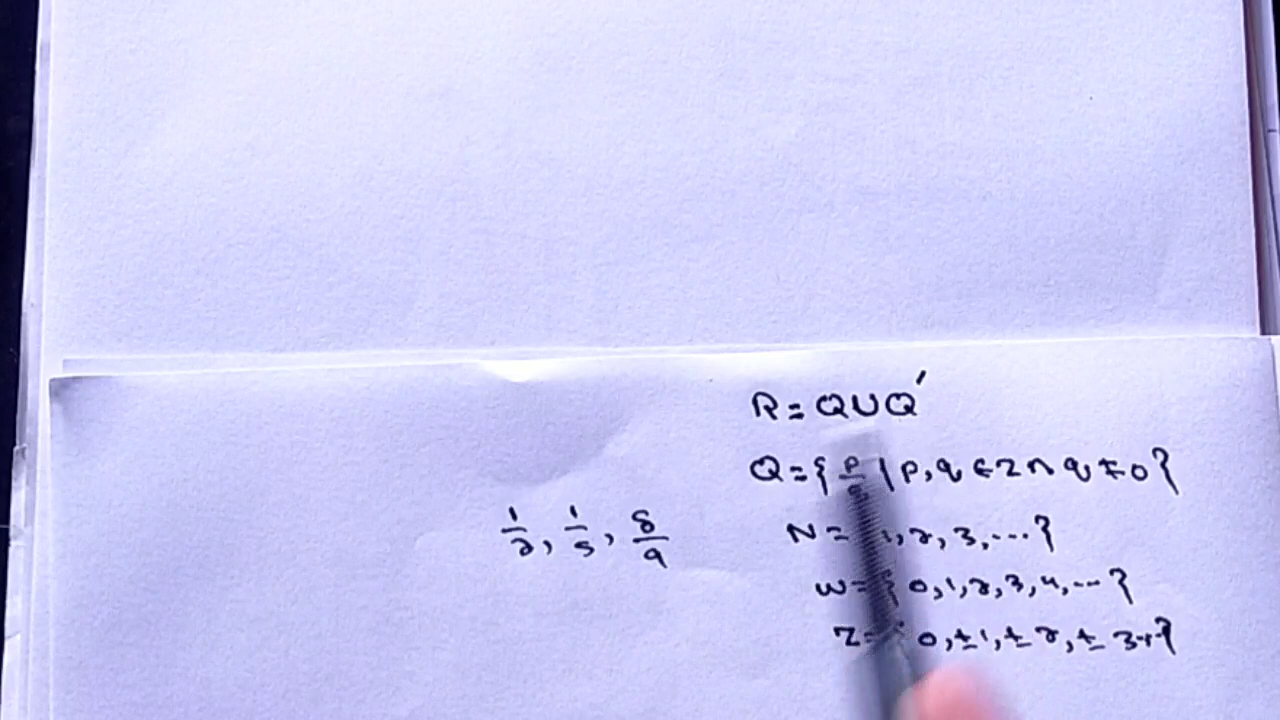 R = Q ∪ Q'
Q = { p/q | p, q ∈ Z ∧ q ≠ 0 }
1/2, 1/5, 8/9
N = 1, 2, 3, ... }
W = { 0, 1, 2, 3, 4, ... }
Z = { 0, ±1, ±2, ±3, .. }